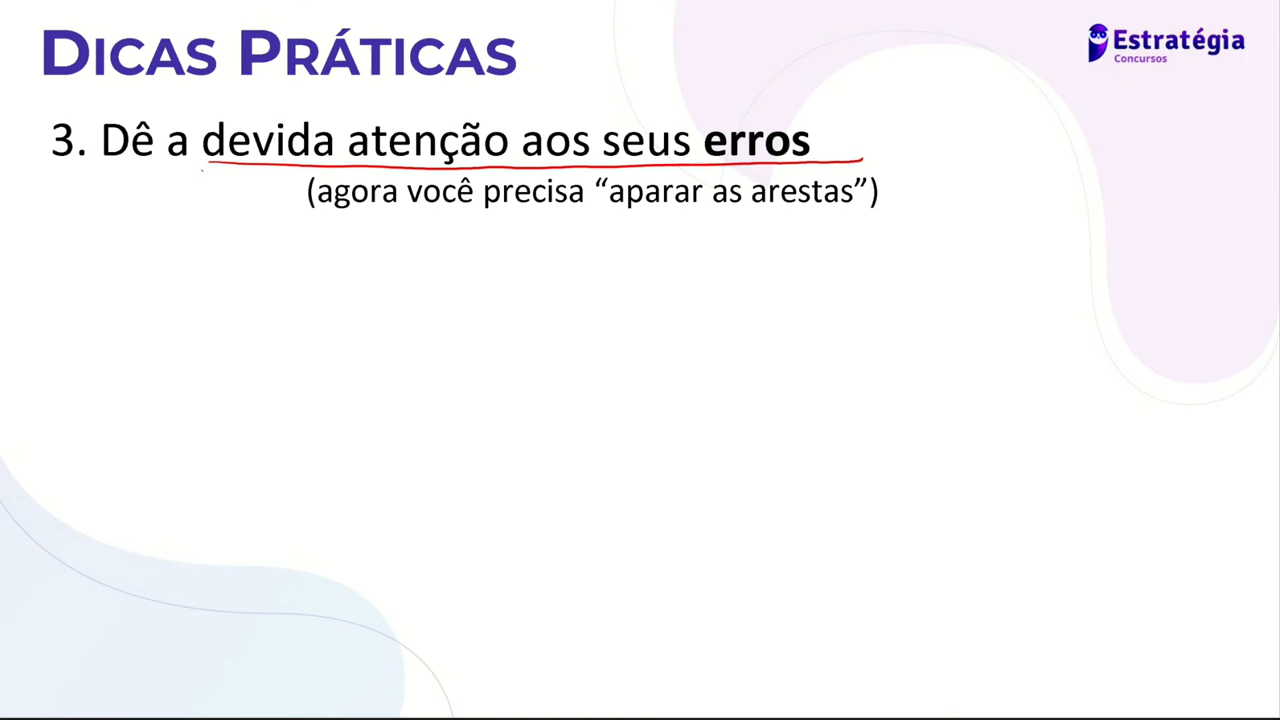 DICAS PRÁTICAS
Estratégia
Concursos
3. Dê a devida atenção aos seus erros
(agora você precisa “aparar as arestas”)